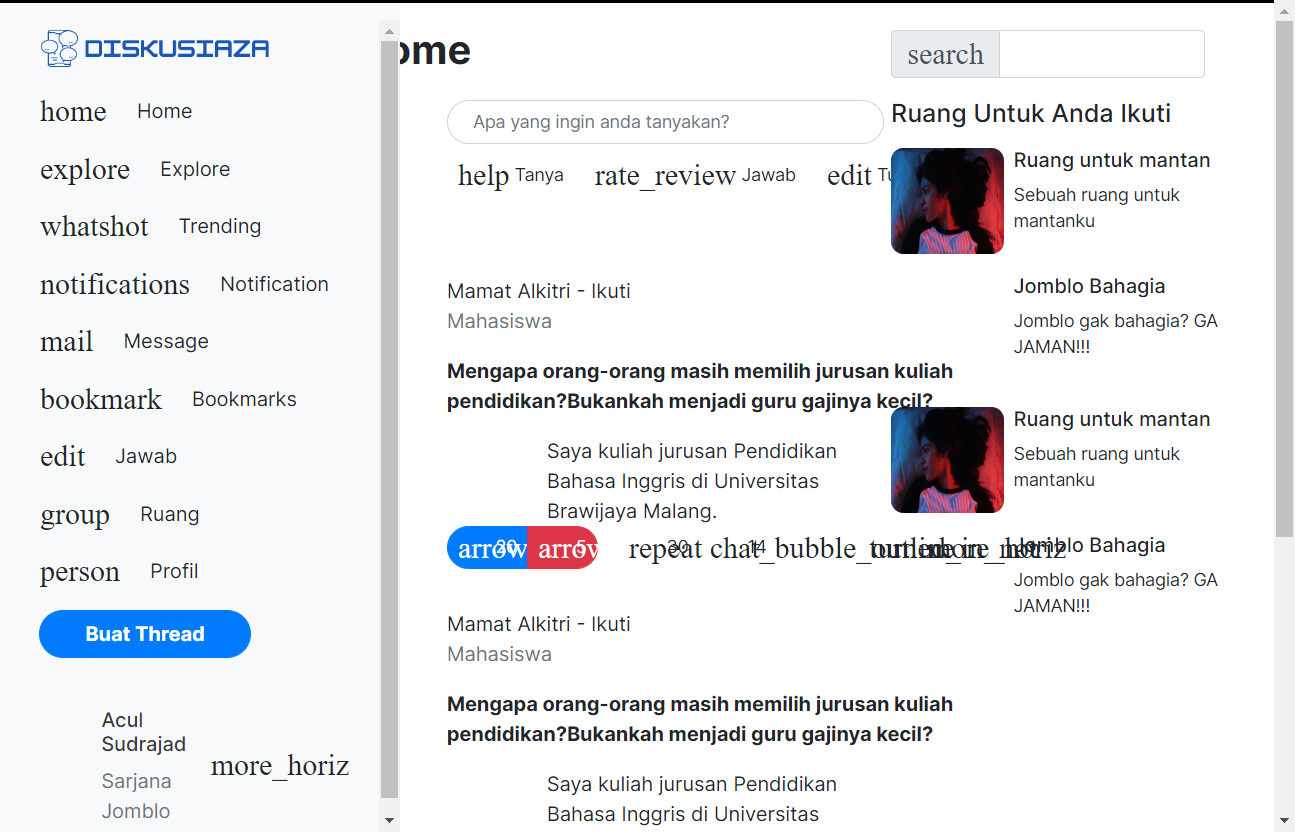 DISKUSIAZA
home Home
explore Explore
whatshot Trending
notifications Notification
mail Message
bookmark Bookmarks
edit Jawab
group Ruang
person Profil
Buat Thread
Acul
Sudrajad
more_horiz
Sarjana
Jomblo
ome
Apa yang ingin anda tanyakan?
help Tanya rate_review Jawab edit
Mamat Alkitri - Ikuti
Mahasiswa
Mengapa orang-orang masih memilih jurusan kuliah
pendidikan?Bukankah menjadi guru gajinya kecil?
Saya kuliah jurusan Pendidikan
Bahasa Inggris di Universitas
Brawijaya Malang.
arrow 20 arrow 5 repeat 20 chat_bubble_outline 14 more_horiz
Mamat Alkitri - Ikuti
Mahasiswa
Mengapa orang-orang masih memilih jurusan kuliah
pendidikan?Bukankah menjadi guru gajinya kecil?
Saya kuliah jurusan Pendidikan
Bahasa Inggris di Universitas
search
Ruang Untuk Anda Ikuti
Ruang untuk mantan
Sebuah ruang untuk
mantanku
Jomblo Bahagia
Jomblo gak bahagia? GA
JAMAN!!!
Ruang untuk mantan
Sebuah ruang untuk
mantanku
Jomblo Bahagia
Jomblo gak bahagia? GA
JAMAN!!!